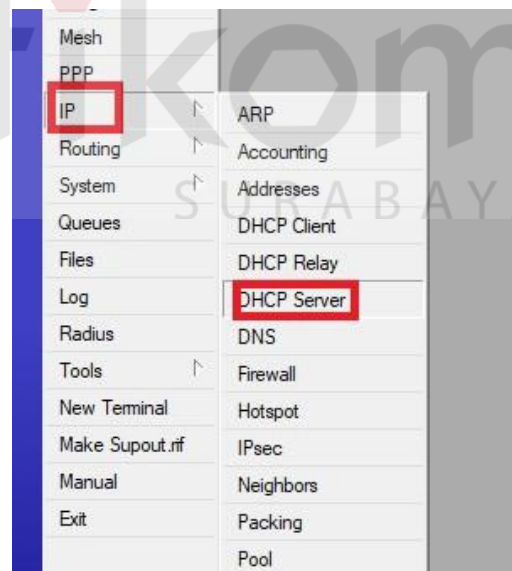 Mesh
PPP
IP
Routing
System
Queues
Files
Log
Radius
Tools
New Terminal
Make Supout.rif
Manual
Exit
ARP
Accounting
Addresses
DHCP Client
DHCP Relay
DHCP Server
DNS
Firewall
Hotspot
IPsec
Neighbors
Packing
Pool
SURABAY